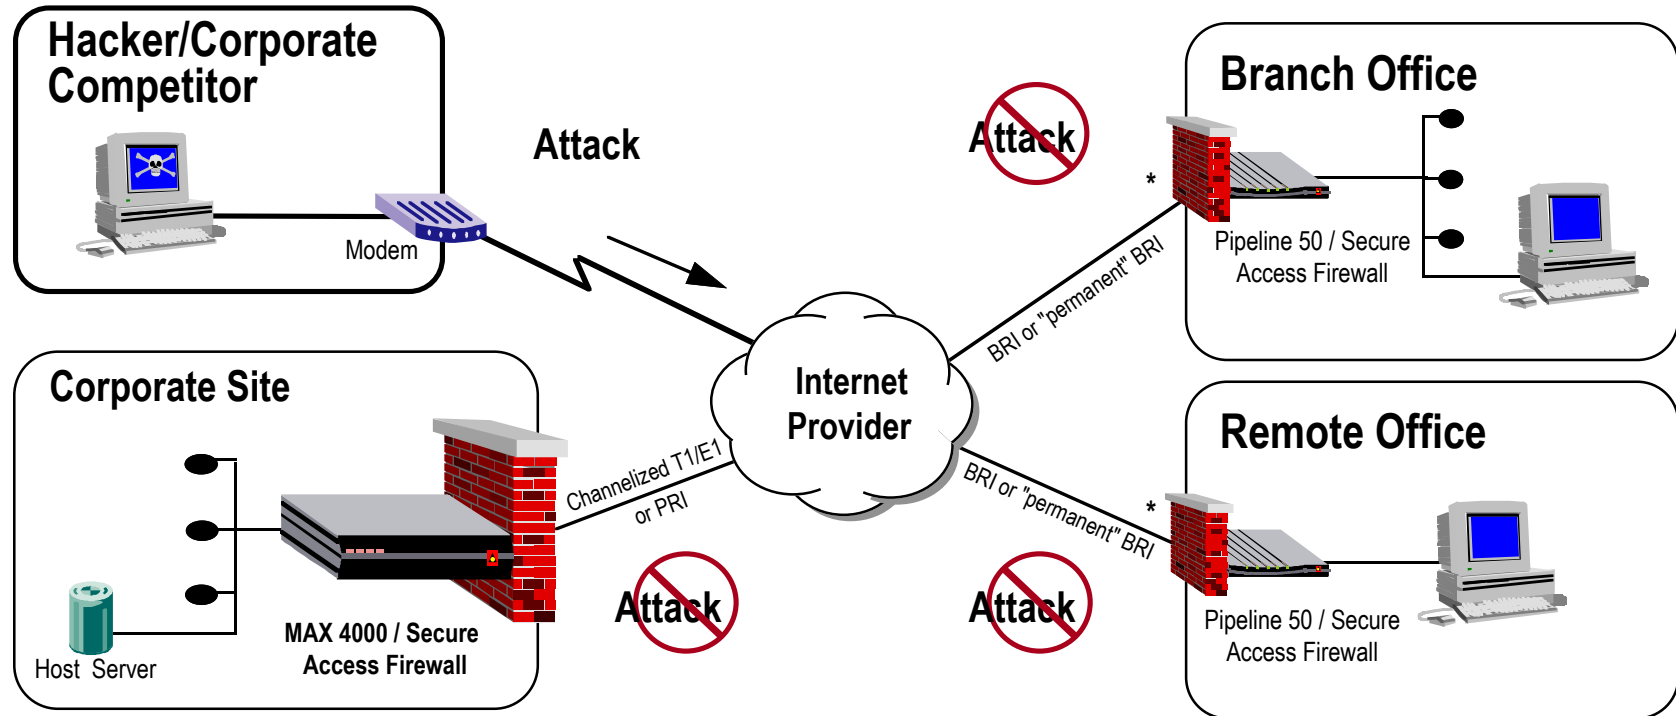 Hacker/Corporate
Competitor
Modem
Attack
Attack
Branch Office
*
Pipeline 50 / Secure
Access Firewall
BRI or "permanent" BRI
Internet
Provider
Corporate Site
Channelized T1/E1
or PRI
Host Server
MAX 4000 / Secure
Access Firewall
Attack
BRI or "permanent" BRI
Attack
Remote Office
*
Pipeline 50 / Secure
Access Firewall